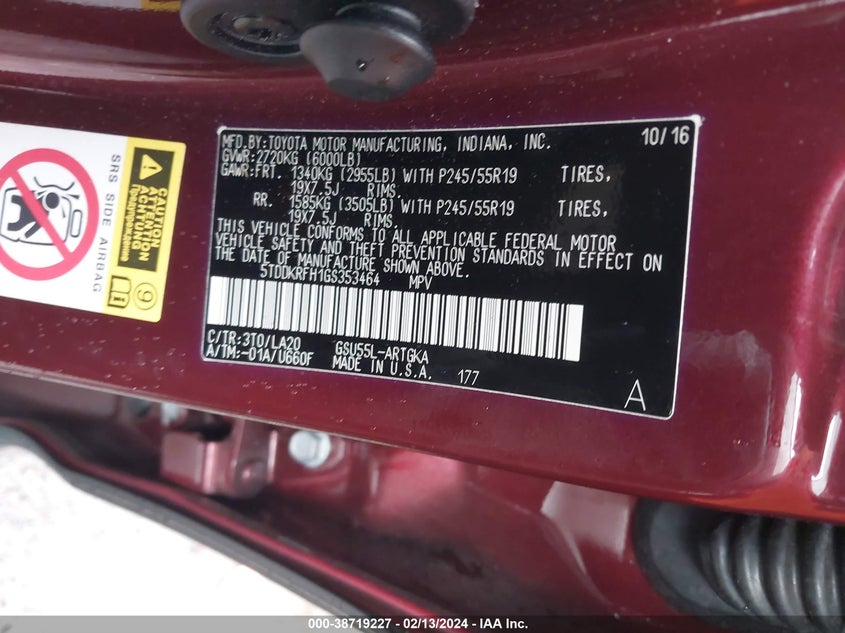 MFD.BY:TOYOTA MOTOR MANUFACTURING, INDIANA, INC. 10/16
GVWR:2720KG (6000LB)
GAWR:FRT. 1340KG (2955LB) WITH P245/55R19 TIRES,
19X7.5J RIMS
RR. 1585KG (3505LB) WITH P245/55R19 TIRES,
19X7.5J RIMS.
THIS VEHICLE CONFORMS TO ALL APPLICABLE FEDERAL MOTOR
VEHICLE SAFETY AND THEFT PREVENTION STANDARDS IN EFFECT ON
THE DATE OF MANUFACTURE SHOWN ABOVE.
5TDDKRFH1GS353464 MPV
C/TR:3T0/LA20 GSU55L-ARTGKA
A/TM:-01A/U660F MADE IN U.S.A. 177
A
SRS SIDE AIRBAG
CAUTION
ATTENTION
ACHTUNG
Предупреждение
9
000-38719227 - 02/13/2024 - IAA Inc.